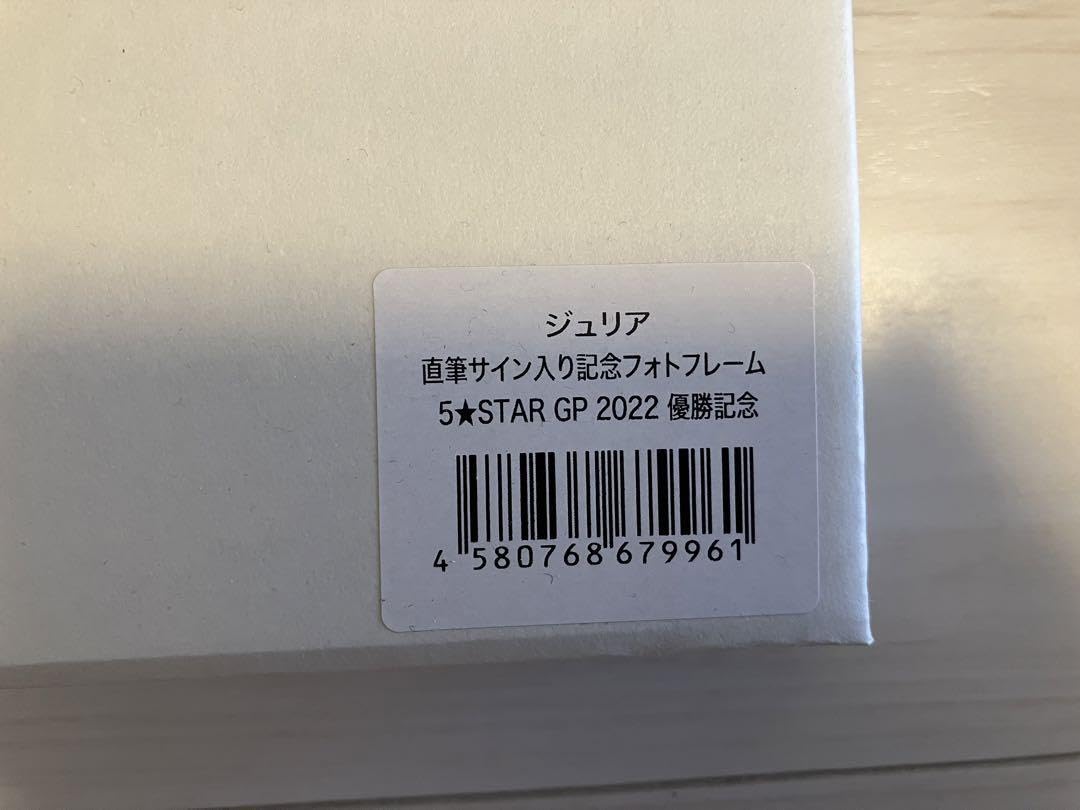 ジュリア
直筆サイン入り記念フォトフレーム
5★STAR GP 2022 優勝記念
4 580768 679961